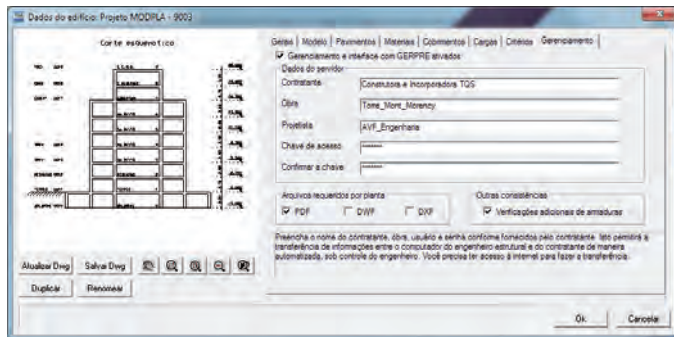 Dados do edifício: Projeto MODPLA - 9003
Corte esquemático
Gerais | Modelo | Pavimentos | Materiais | Cobrimentos | Cargas | Critérios | Gerenciamento
Gerenciamento e interface com GERPRE ativados
Dados do servidor
Contratante
Construtora e Incorporadora TQS
Obra
Torre_Mont_Morency
Projetista
AVF_Engenharia
Chave de acesso
Confirmar a chave
Arquivos requeridos por planta
PDF
DWF
DXF
Outras consistências
Verificações adicionais de armaduras
Preencha o nome do contratante, obra, usuário e senha conforme fornecidos pelo contratante. Isto permitirá a
transferência de informações entre o computador do engenheiro estrutural e do contratante de maneira
automatizada, sob controle do engenheiro. Você precisa ter acesso à internet para fazer a transferência.
Atualizar Dwg
Salvar Dwg
Duplicar
Renomear
Ok
Cancelar